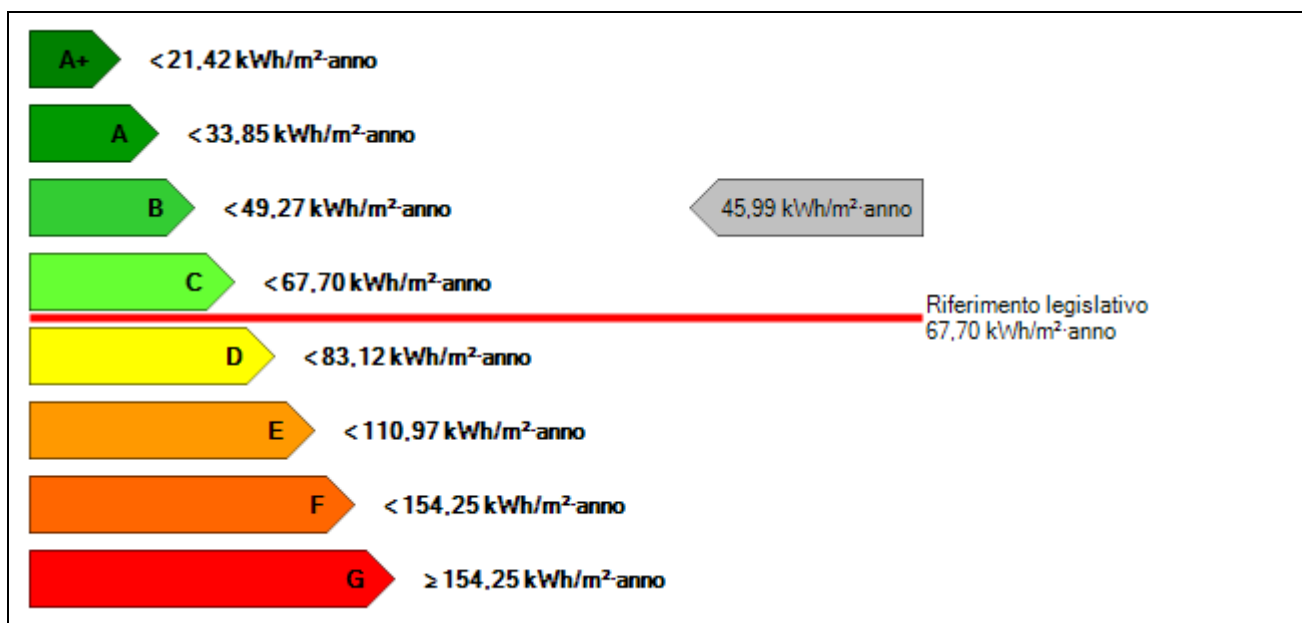 A+ < 21,42 kWh/m²·anno
A < 33,85 kWh/m²·anno
B < 49,27 kWh/m²·anno 45,99 kWh/m²·anno
C < 67,70 kWh/m²·anno
Riferimento legislativo
67,70 kWh/m²·anno
D < 83,12 kWh/m²·anno
E < 110,97 kWh/m²·anno
F < 154,25 kWh/m²·anno
G ≥ 154,25 kWh/m²·anno